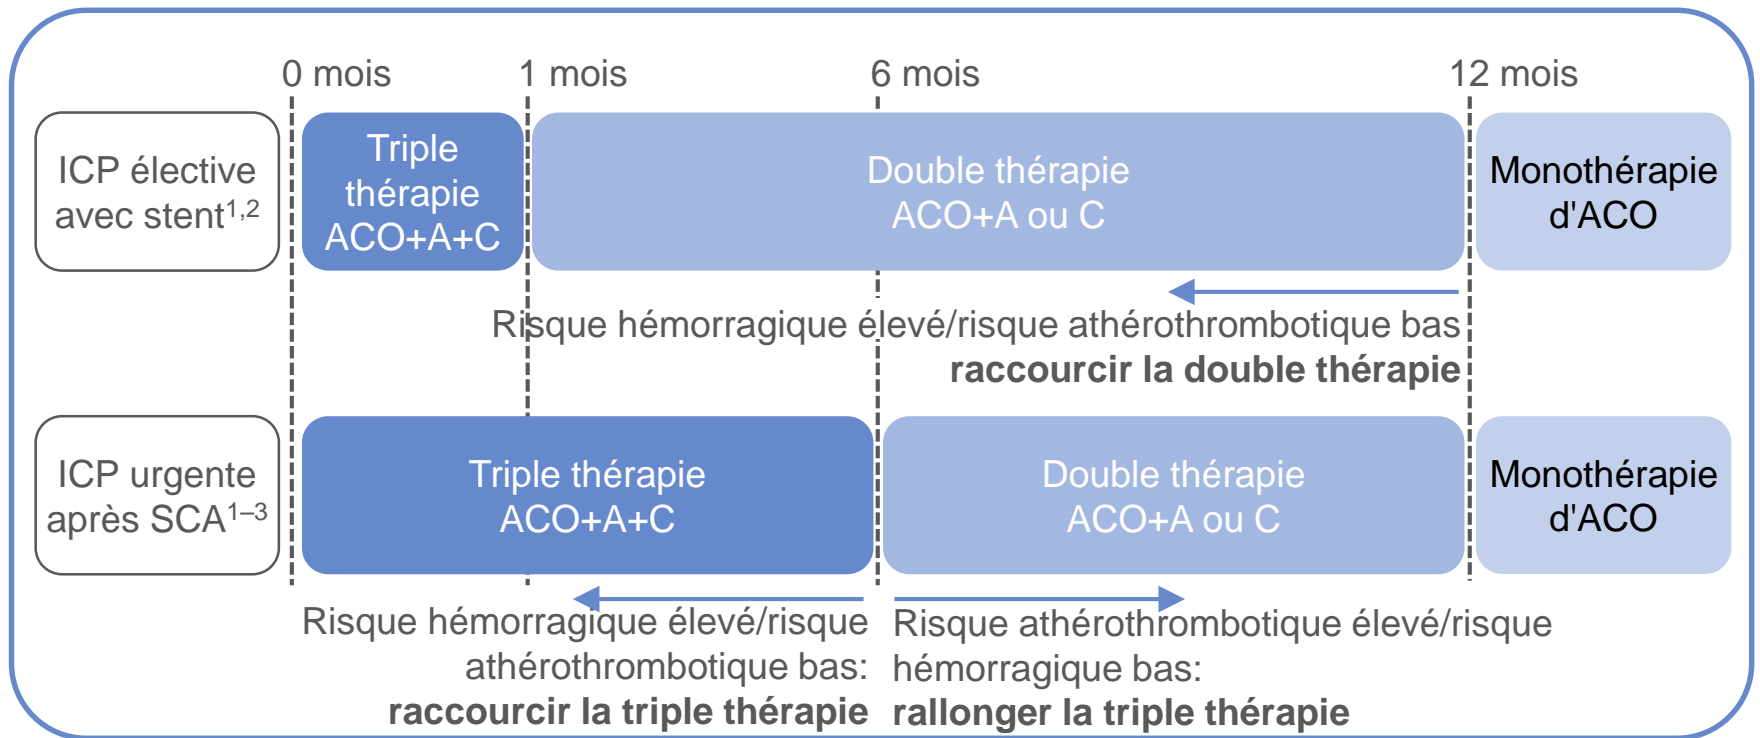 0 mois
1 mois
6 mois
12 mois
ICP élective
avec stent1,2
Triple
thérapie
ACO+A+C
Double thérapie
ACO+A ou C
Monothérapie
d'ACO
Risque hémorragique élevé/risque athérothrombotique bas
raccourcir la double thérapie
ICP urgente
après SCA1–3
Triple thérapie
ACO+A+C
Double thérapie
ACO+A ou C
Monothérapie
d'ACO
Risque hémorragique élevé/risque
athérothrombotique bas:
raccourcir la triple thérapie
Risque athérothrombotique élevé/risque
hémorragique bas:
rallonger la triple thérapie